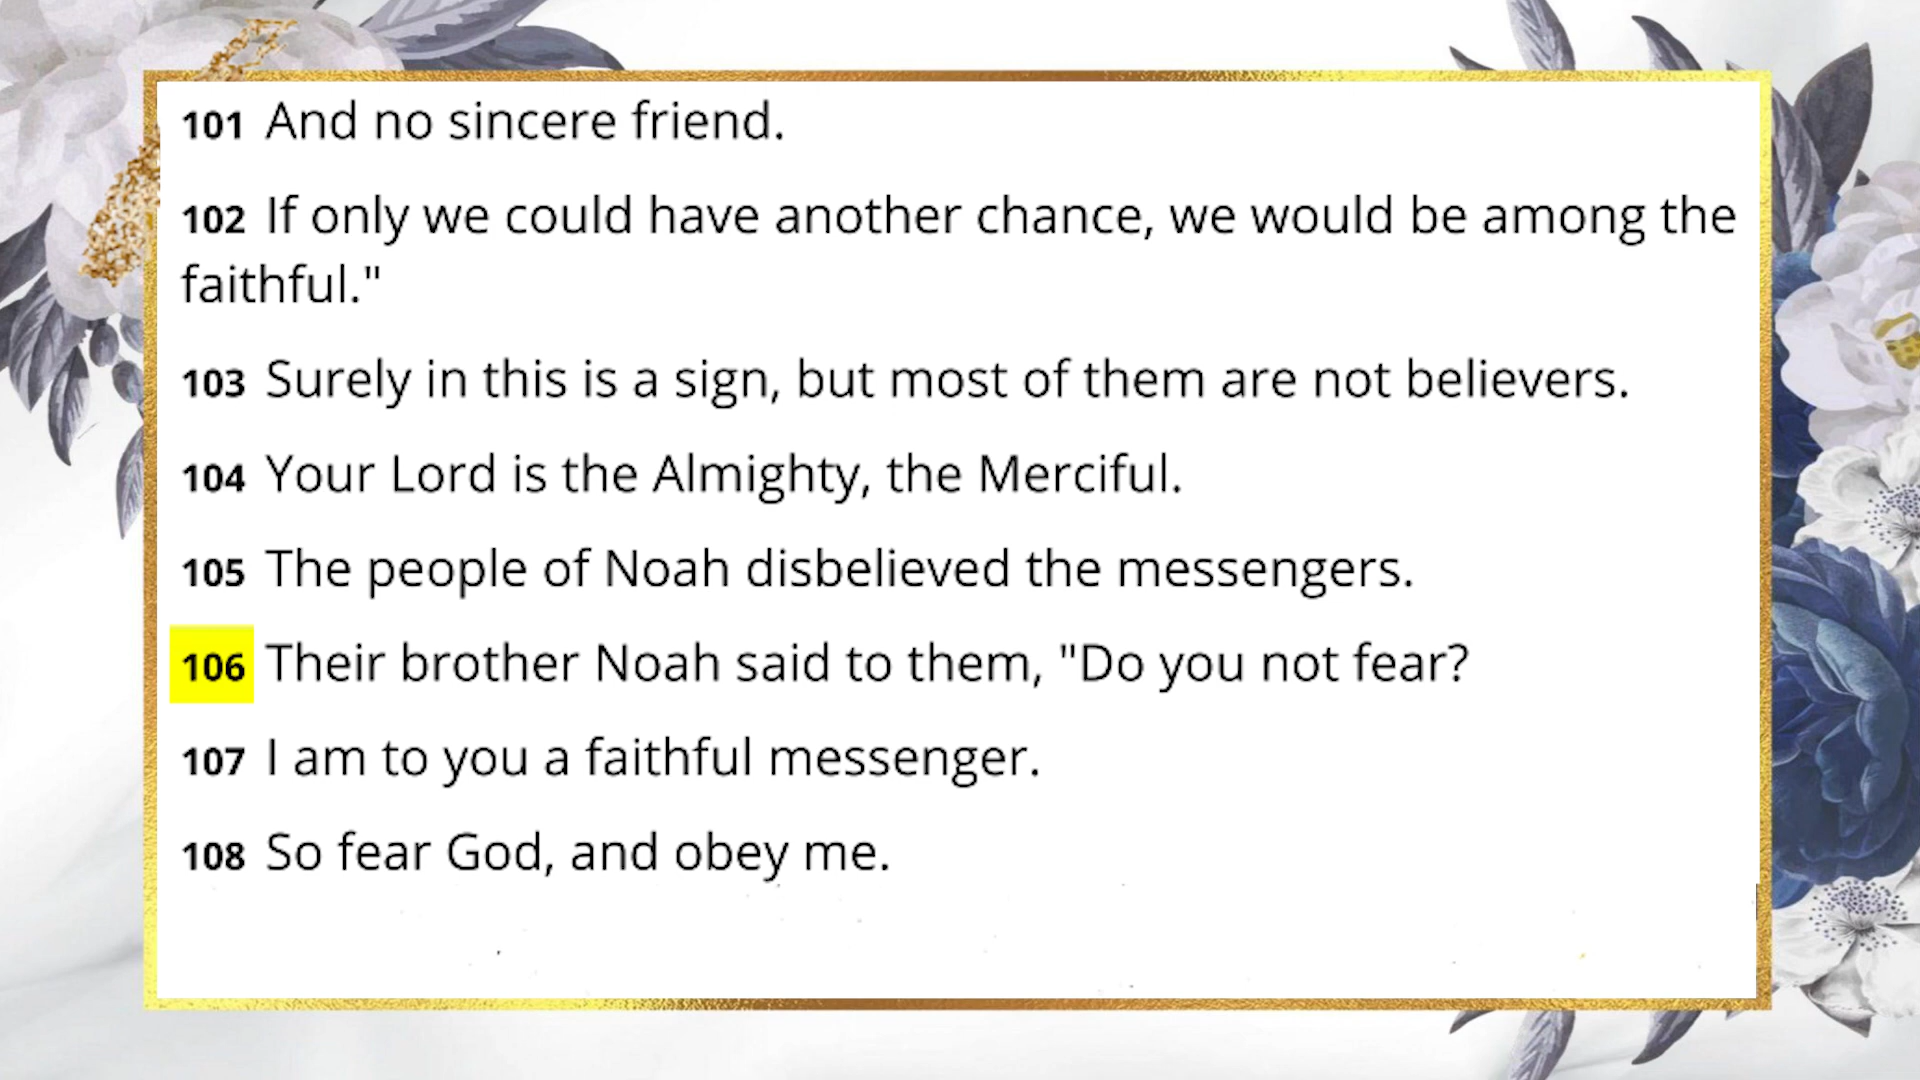 101 And no sincere friend.
102 If only we could have another chance, we would be among the
faithful."
103 Surely in this is a sign, but most of them are not believers.
104 Your Lord is the Almighty, the Merciful.
105 The people of Noah disbelieved the messengers.
106 Their brother Noah said to them, "Do you not fear?
107 I am to you a faithful messenger.
108 So fear God, and obey me.